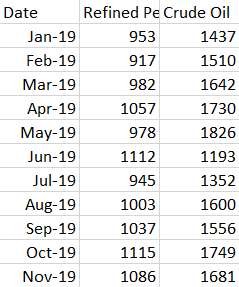 Date Refined Pe Crude Oil
Jan-19 953 1437
Feb-19 917 1510
Mar-19 982 1642
Apr-19 1057 1730
May-19 978 1826
Jun-19 1112 1193
Jul-19 945 1352
Aug-19 1003 1600
Sep-19 1037 1556
Oct-19 1115 1749
Nov-19 1086 1681